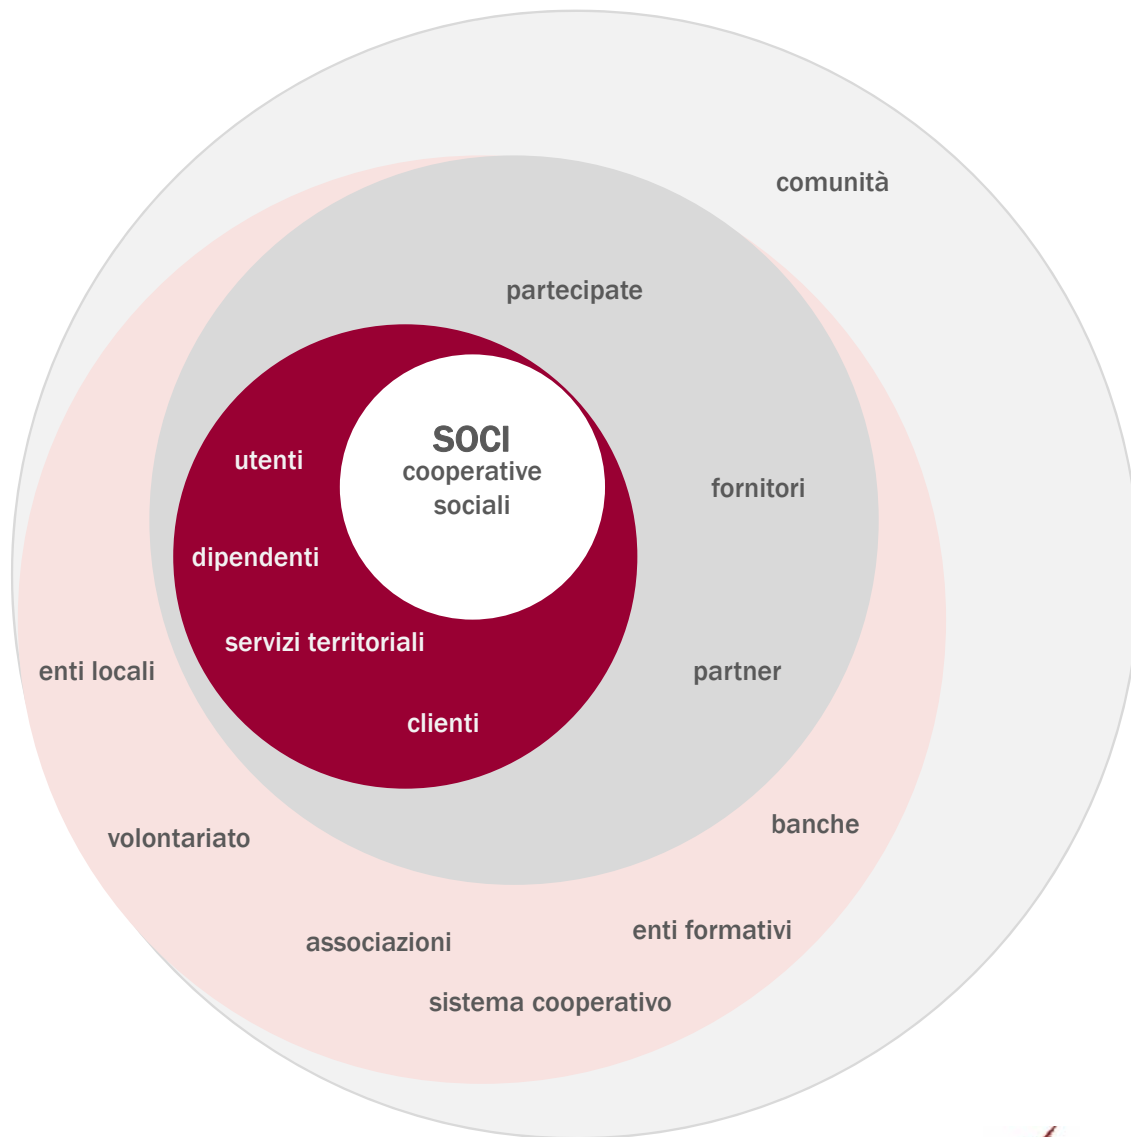 comunità
partecipate
SOCI
cooperative
sociali
utenti
fornitori
dipendenti
servizi territoriali
enti locali
partner
clienti
volontariato
banche
associazioni
enti formativi
sistema cooperativo